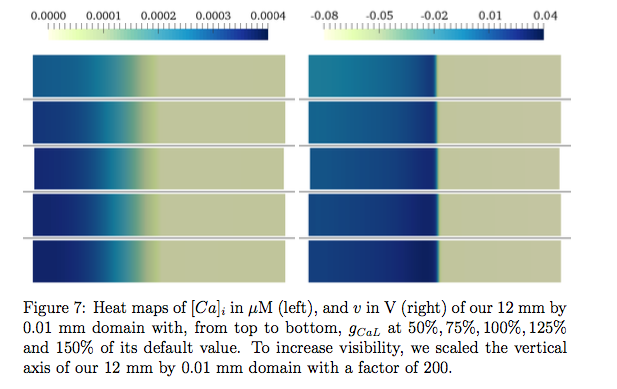 0.0000 0.0001 0.0002 0.0003 0.0004
-0.08 -0.05 -0.02 0.01 0.04
Figure 7: Heat maps of [Ca]i in μM (left), and v in V (right) of our 12 mm by
0.01 mm domain with, from top to bottom, gCaL at 50%, 75%, 100%, 125%
and 150% of its default value. To increase visibility, we scaled the vertical
axis of our 12 mm by 0.01 mm domain with a factor of 200.